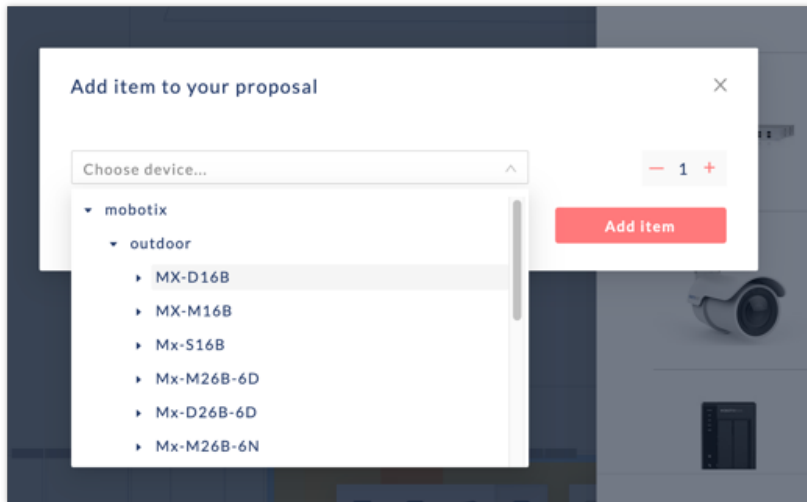 Add item to your proposal
Choose device...
1
mobotix
Add item
outdoor
MX-D16B
MX-M16B
Mx-S16B
Mx-M26B-6D
Mx-D26B-6D
Mx-M26B-6N